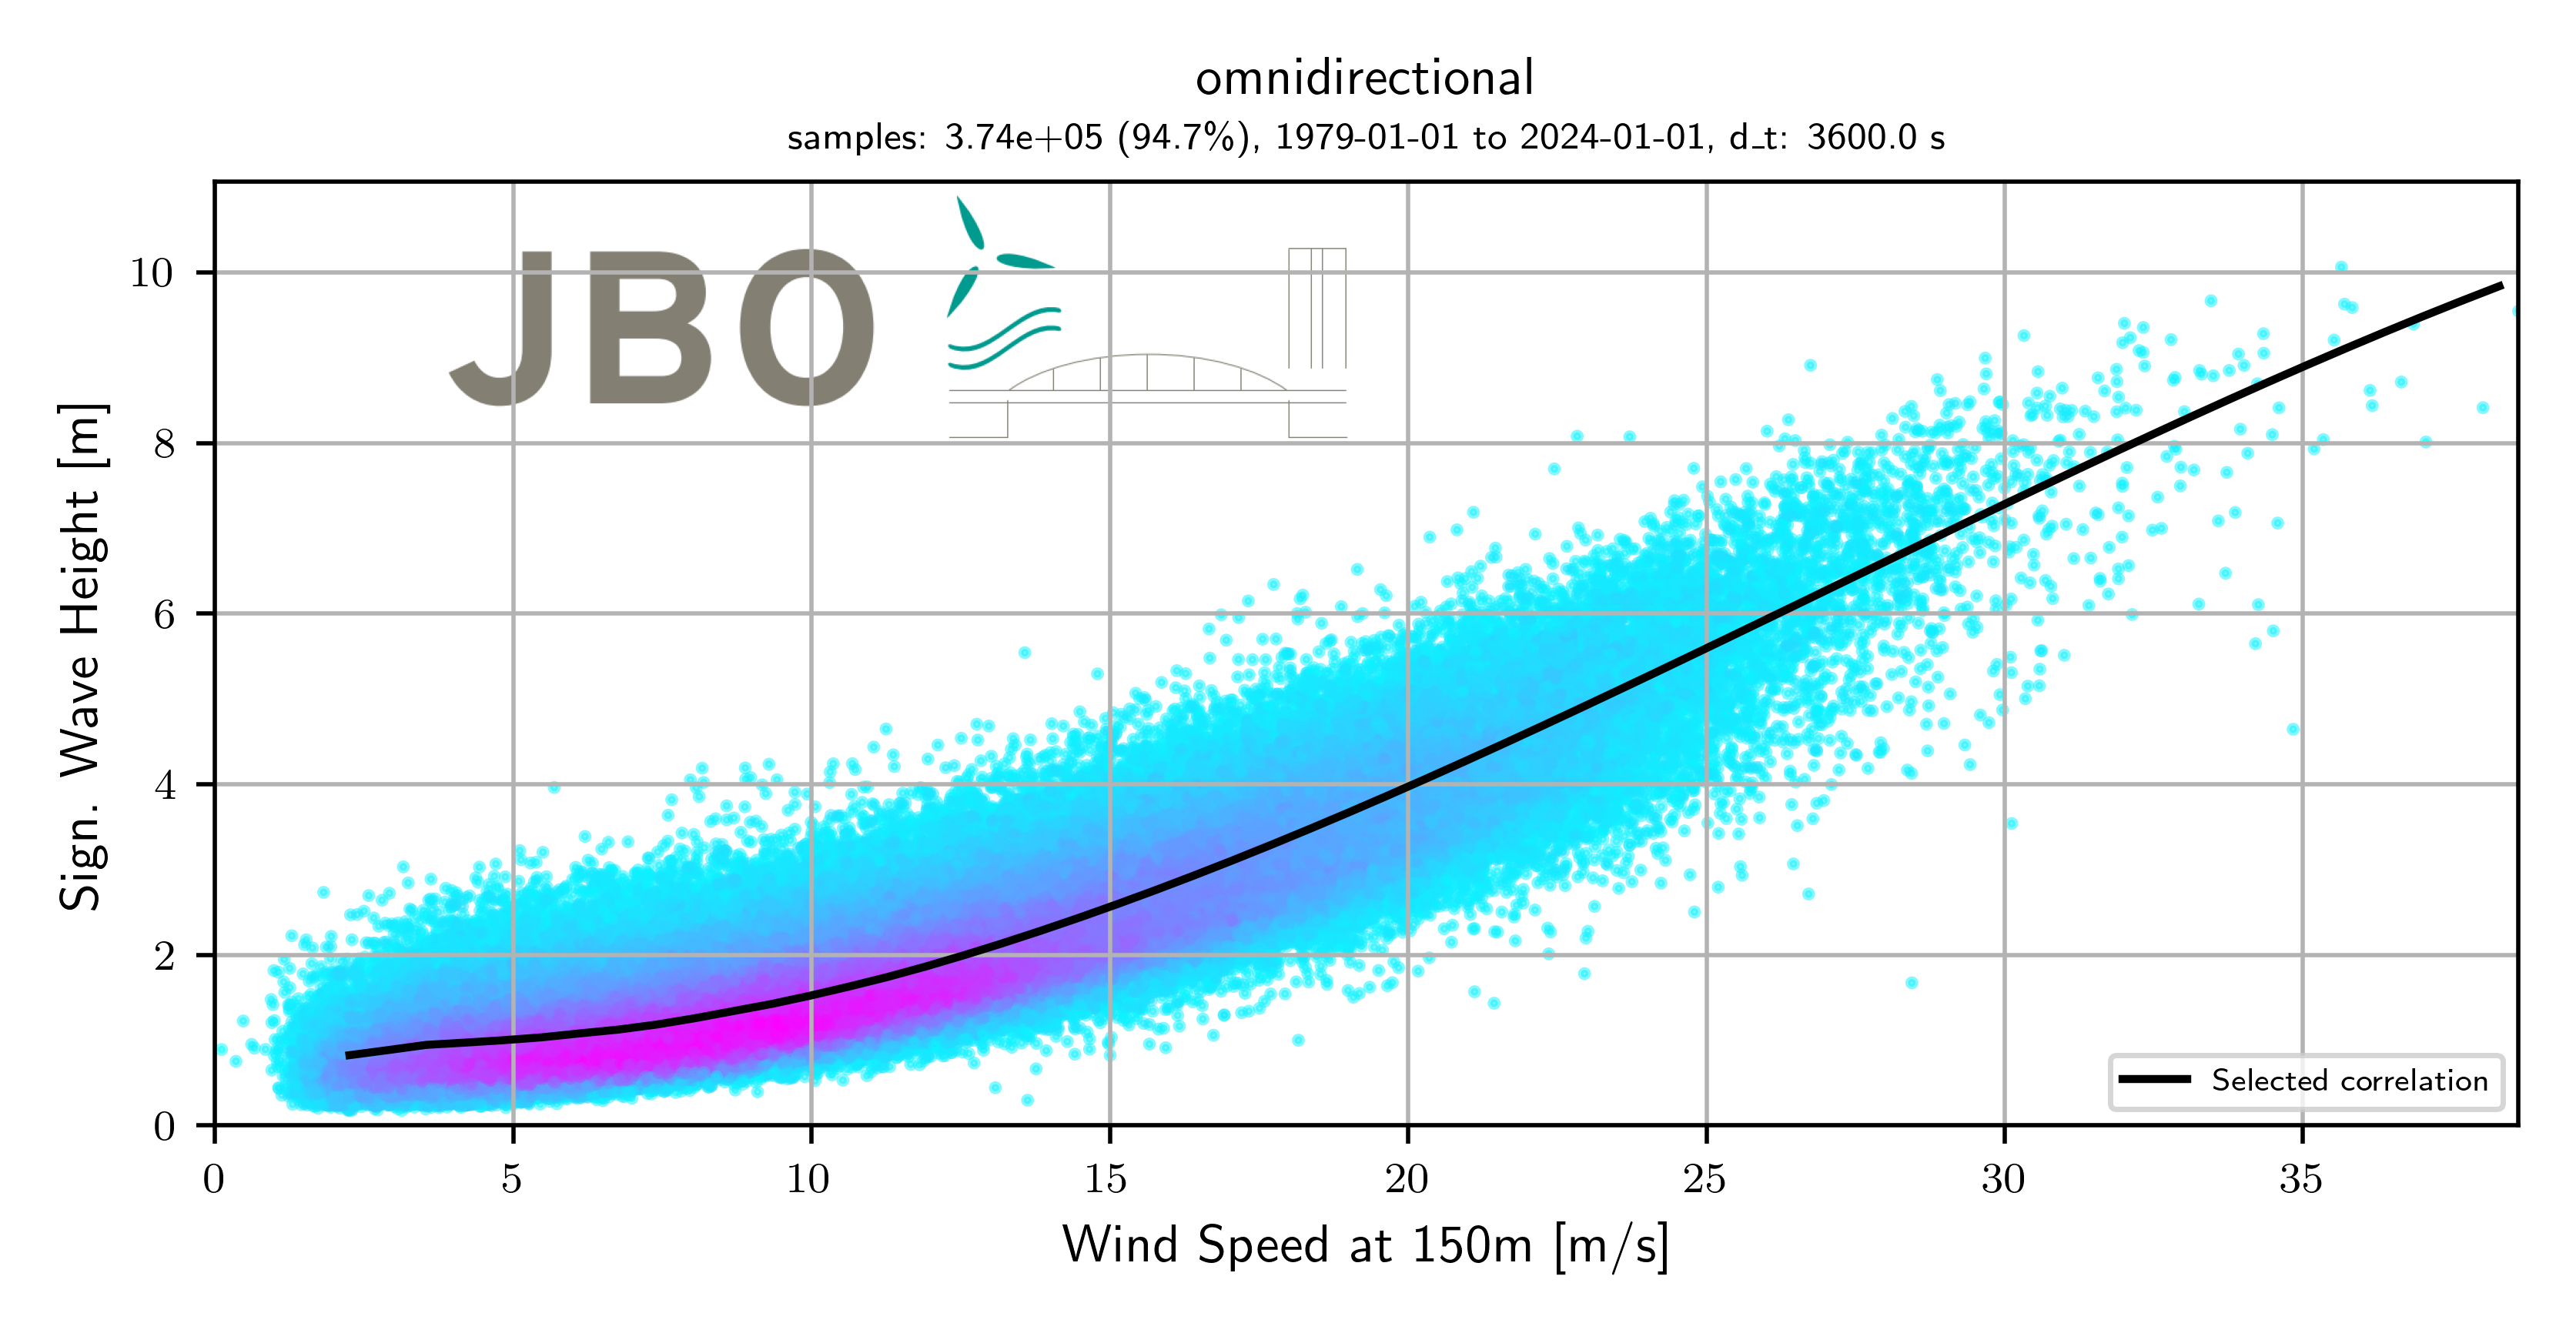 omnidirectional
samples: 3.74e+05 (94.7%), 1979-01-01 to 2024-01-01, d_t: 3600.0 s
JBO
10
8
6
4
2
0
Sign. Wave Height [m]
Selected correlation
0 5 10 15 20 25 30 35
Wind Speed at 150m [m/s]